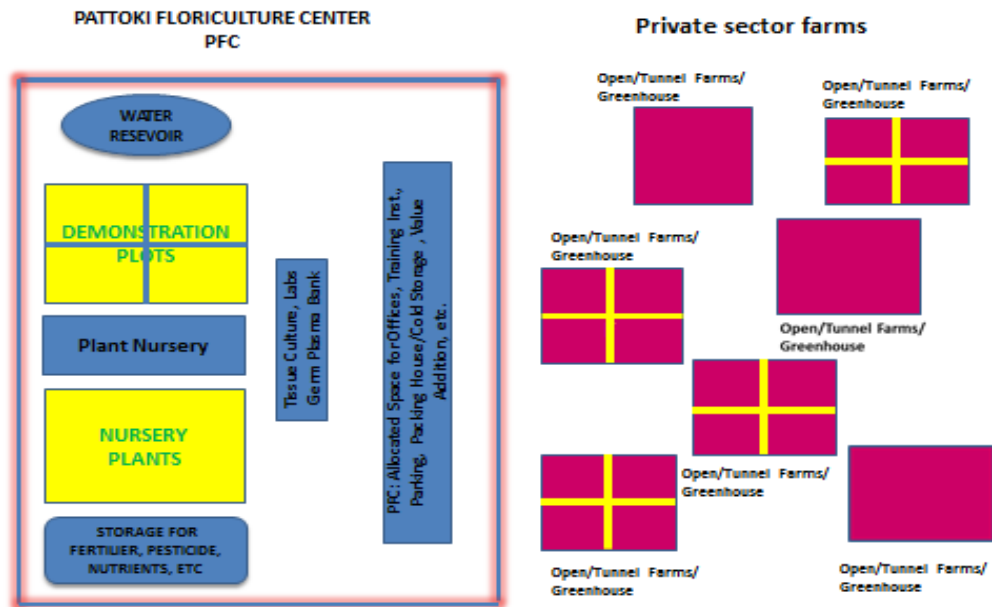 PATTOKI FLORICULTURE CENTER
PFC
WATER
RESEVOIR
DEMONSTRATION
PLOTS
Plant Nursery
NURSERY
PLANTS
STORAGE FOR
FERTILIER, PESTICIDE,
NUTRIENTS, ETC
Tissue Culture, Labs
Germ Plasma Bank
PFC: Allocated Space for Offices, Training Inst.,
Parking, Packing House/Cold Storage , Value
Addition, etc.
Private sector farms
Open/Tunnel Farms/
Greenhouse
Open/Tunnel Farms/
Greenhouse
Open/Tunnel Farms/
Greenhouse
Open/Tunnel Farms/
Greenhouse
Open/Tunnel Farms/
Greenhouse
Open/Tunnel Farms/
Greenhouse
Open/Tunnel Farms/
Greenhouse